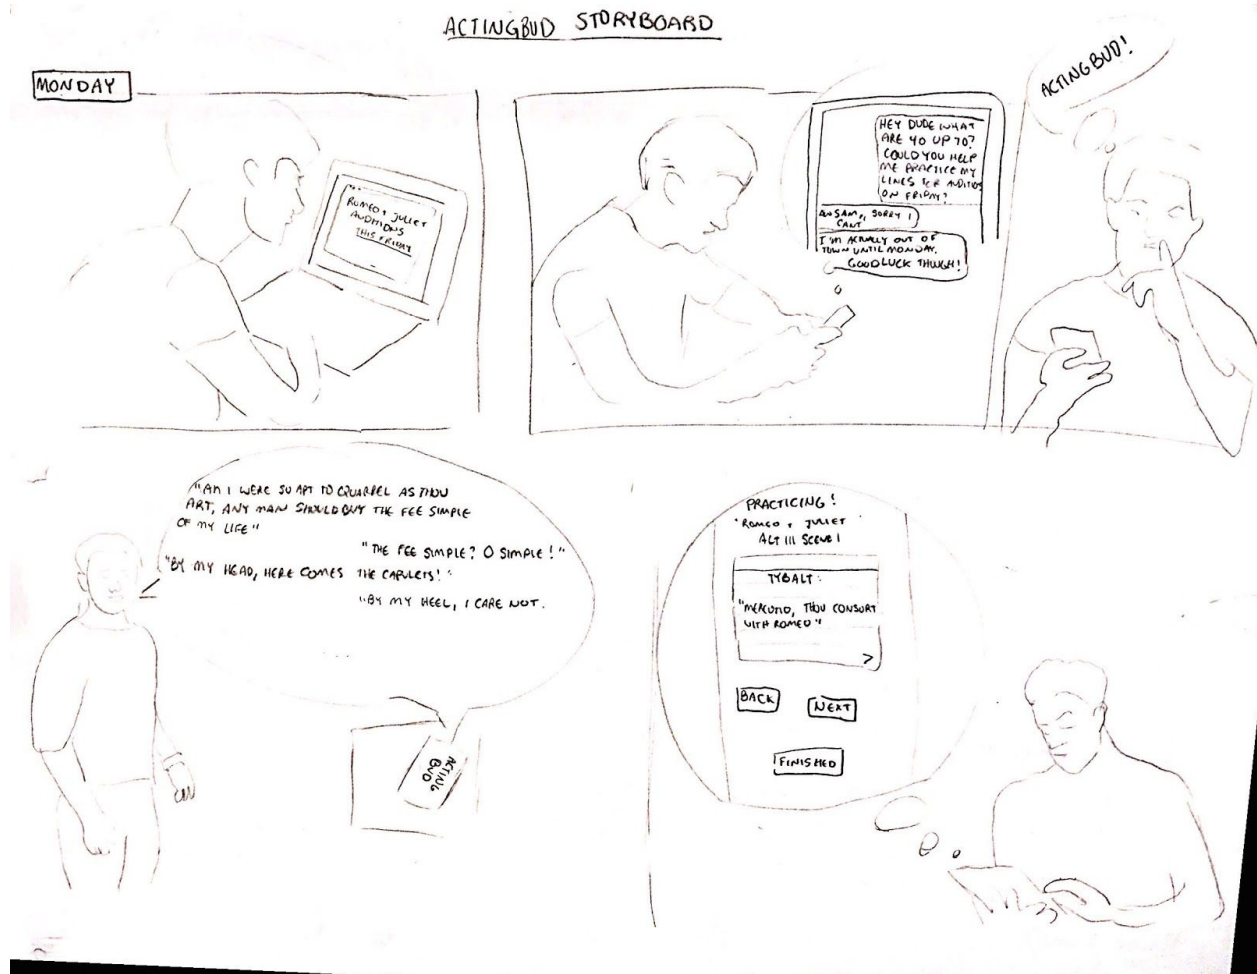 ACTINGBUD STORYBOARD
MONDAY
ROMEO + JULIET
AUDITIONS
THIS FRIDAY
HEY DUDE WHAT
ARE YO UP TO?
COULD YOU HELP
ME PRACTICE MY
LINES FOR AUDITIOS
ON FRIDAY?
SAM, SORRY I
CANT
I'M ACTUALLY OUT OF
TOWN UNTIL MONDAY.
GOODLUCK THOUGH!
ACTINGBUD!
"AN I WERE SO APT TO QUARREL AS THOU
ART, ANY MAN SHOULD BUY THE FEE SIMPLE
OF MY LIFE"
"THE FEE SIMPLE? O SIMPLE!"
"BY MY HEAD, HERE COMES THE CAPULETS!"
"BY MY HEEL, I CARE NOT.
...
ACTING
BUD
PRACTICING!
"ROMEO + JULIET
ACT III SCENE I
TYBALT:
"MERCUTIO, THOU CONSORT
WITH ROMEO"
>
BACK
NEXT
FINISHED